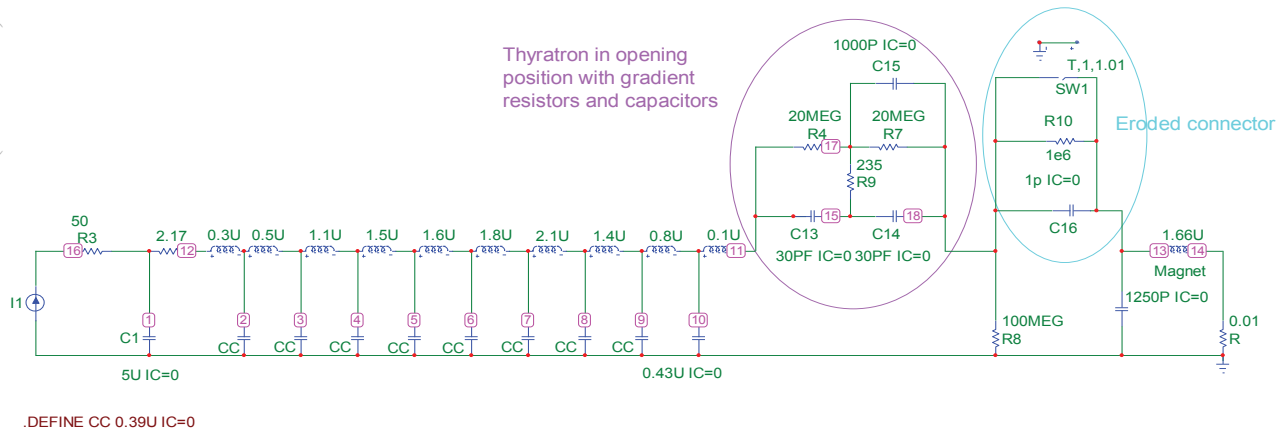 Thyratron in opening
position with gradient
resistors and capacitors
1000P IC=0
C15
20MEG
R4
17
20MEG
R7
235
R9
15
C13
18
C14
30PF IC=0
30PF IC=0
T,1,1.01
SW1
R10
1e6
Eroded connector
1p IC=0
C16
50
R3
16
2.17
12
0.3U
0.5U
1.1U
1.5U
1.6U
1.8U
2.1U
1.4U
0.8U
0.1U
11
1.66U
13
14
Magnet
I1
1
C1
5U IC=0
2
CC
3
CC
4
CC
5
CC
6
CC
7
CC
8
CC
9
CC
10
0.43U IC=0
100MEG
R8
1250P IC=0
0.01
R
.DEFINE CC 0.39U IC=0